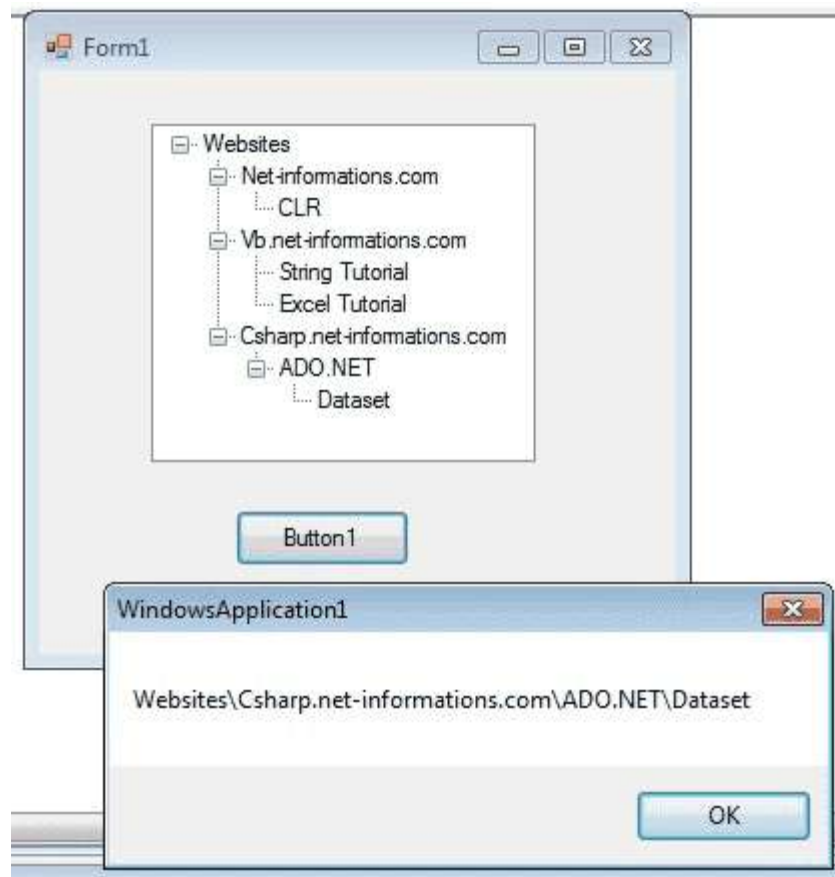 Form1
Websites
Net-informations.com
CLR
Vb.net-informations.com
String Tutorial
Excel Tutorial
Csharp.net-informations.com
ADO.NET
Dataset
Button1
WindowsApplication1
Websites\Csharp.net-informations.com\ADO.NET\Dataset
OK